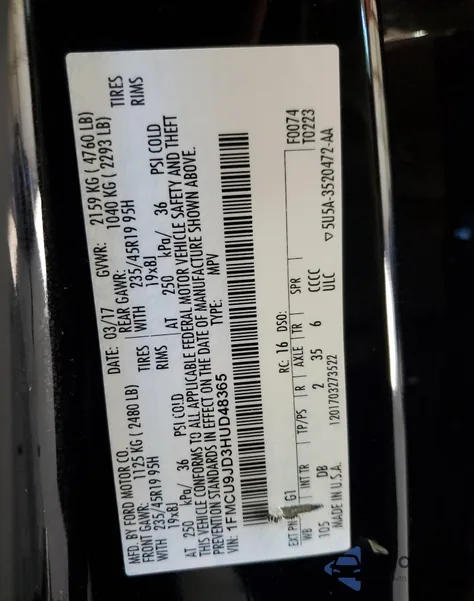 MFD. BY FORD MOTOR CO.
DATE: 03/17 GVWR: 2159 KG ( 4760 LB)
FRONT GAWR: 1125 KG ( 2480 LB) REAR GAWR: 1040 KG ( 2293 LB)
WITH 235/45R19 95H TIRES WITH 235/45R19 95H TIRES
19x8J RIMS 19x8J RIMS
AT 250 kPa/ 36 PSI COLD AT 250 kPa/ 36 PSI COLD
THIS VEHICLE CONFORMS TO ALL APPLICABLE FEDERAL MOTOR VEHICLE SAFETY AND THEFT
PREVENTION STANDARDS IN EFFECT ON THE DATE OF MANUFACTURE SHOWN ABOVE.
VIN: 1FMCU9JD3HUD48365 TYPE: MPV
F0074
T0223
EXT PNT: G1 RC: 16 DSO:
WB INT TR TP/PS R AXLE TR SPR
105 DB 2 35 6 CCCC
ULC
MADE IN U.S.A. 1201703273522
5U5A-3520472-AA